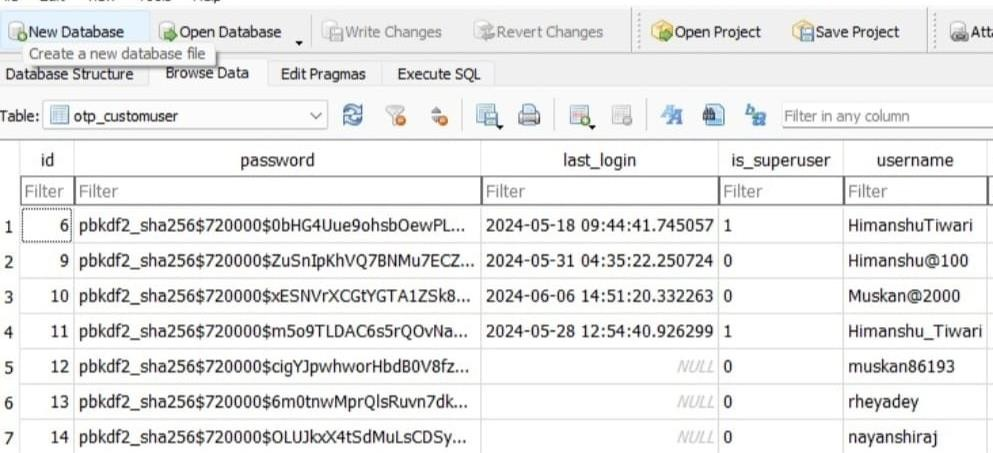 New Database Open Database Write Changes Revert Changes Open Project Save Project Atta
Create a new database file
Database Structure Browse Data Edit Pragmas Execute SQL
Table: otp_customuser Filter in any column
id password last_login is_superuser username
Filter Filter Filter Filter Filter
1 6 pbkdf2_sha256$720000$0bHG4Uue9ohsbOewPL... 2024-05-18 09:44:41.745057 1 HimanshuTiwari
2 9 pbkdf2_sha256$720000$ZuSnIpKhVQ7BNMu7ECZ... 2024-05-31 04:35:22.250724 0 Himanshu@100
3 10 pbkdf2_sha256$720000$xESNVrXCGtYGTA1ZSk8... 2024-06-06 14:51:20.332263 0 Muskan@2000
4 11 pbkdf2_sha256$720000$m5o9TLDAC6s5rQOvNa... 2024-05-28 12:54:40.926299 1 Himanshu_Tiwari
5 12 pbkdf2_sha256$720000$cigYJpwhworHbdB0V8fz... NULL 0 muskan86193
6 13 pbkdf2_sha256$720000$6m0tnwMprQlsRuvn7dk... NULL 0 rheyadey
7 14 pbkdf2_sha256$720000$OLUJkxX4tSdMuLsCDSy... NULL 0 nayanshiraj